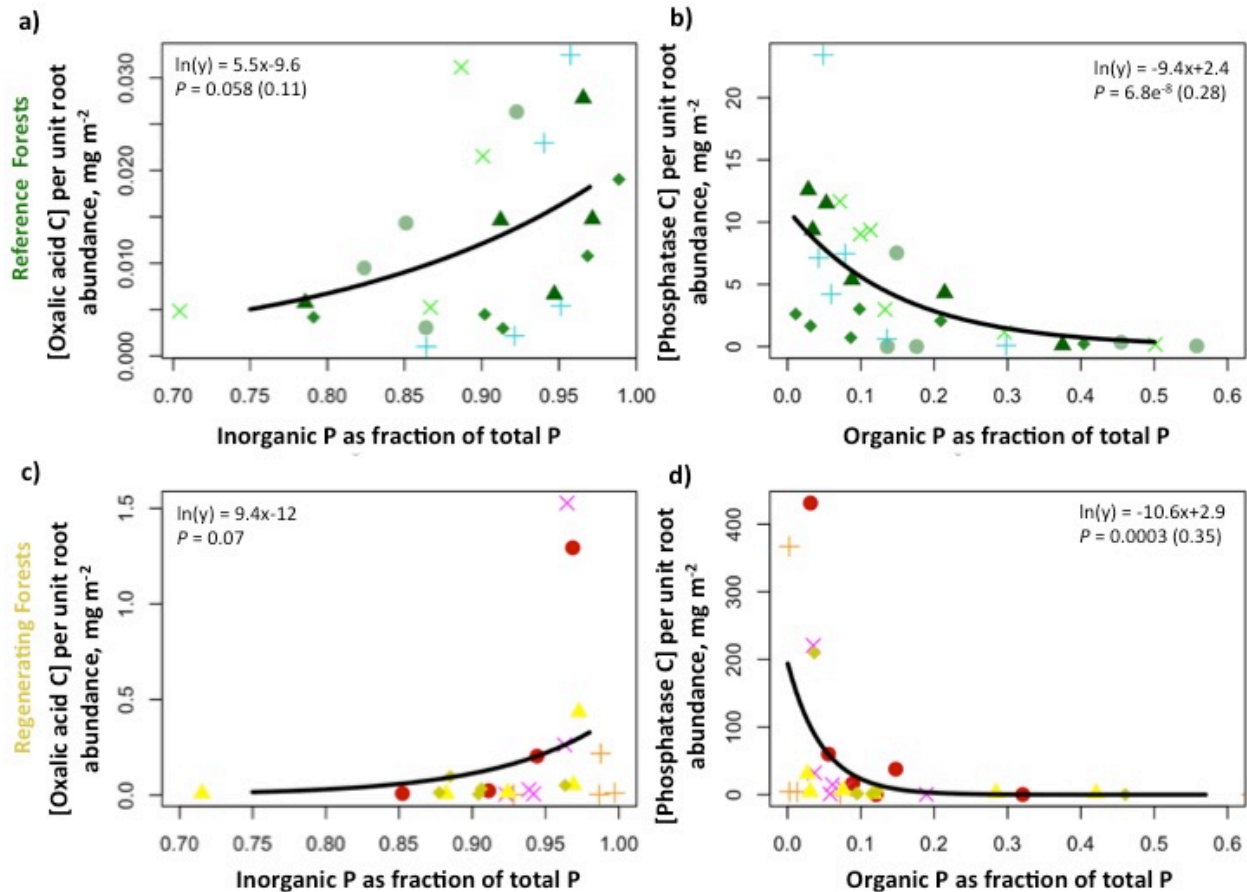 a)
Reference Forests
[Oxalic acid C] per unit root
abundance, mg m-2
0.000
0.010
0.020
0.030
ln(y) = 5.5x-9.6
P = 0.058 (0.11)
0.70 0.75 0.80 0.85 0.90 0.95 1.00
Inorganic P as fraction of total P
b)
[Phosphatase C] per unit root
abundance, mg m-2
0
5
10
15
20
ln(y) = -9.4x+2.4
P = 6.8e-8 (0.28)
0.0 0.1 0.2 0.3 0.4 0.5 0.6
Organic P as fraction of total P
c)
Regenerating Forests
[Oxalic acid C] per unit root
abundance, mg m-2
0.0
0.5
1.0
1.5
ln(y) = 9.4x-12
P = 0.07
0.70 0.75 0.80 0.85 0.90 0.95 1.00
Inorganic P as fraction of total P
d)
[Phosphatase C] per unit root
abundance, mg m-2
0
100
200
300
400
ln(y) = -10.6x+2.9
P = 0.0003 (0.35)
0.0 0.1 0.2 0.3 0.4 0.5 0.6
Organic P as fraction of total P